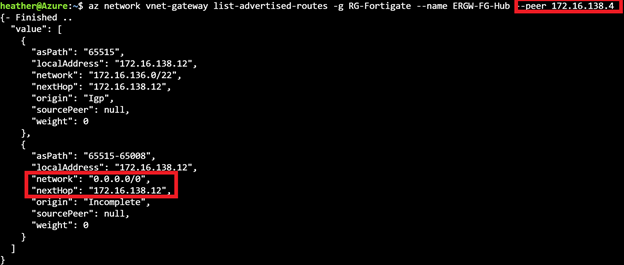 heather@Azure:~$ az network vnet-gateway list-advertised-routes -g RG-Fortigate --name ERGW-FG-Hub --peer 172.16.138.4
{- Finished ..
"value": [
{
"asPath": "65515",
"localAddress": "172.16.138.12",
"network": "172.16.136.0/22",
"nextHop": "172.16.138.12",
"origin": "Igp",
"sourcePeer": null,
"weight": 0
},
{
"asPath": "65515-65008",
"localAddress": "172.16.138.12",
"network": "0.0.0.0/0",
"nextHop": "172.16.138.12",
"origin": "Incomplete",
"sourcePeer": null,
"weight": 0
}
]
}